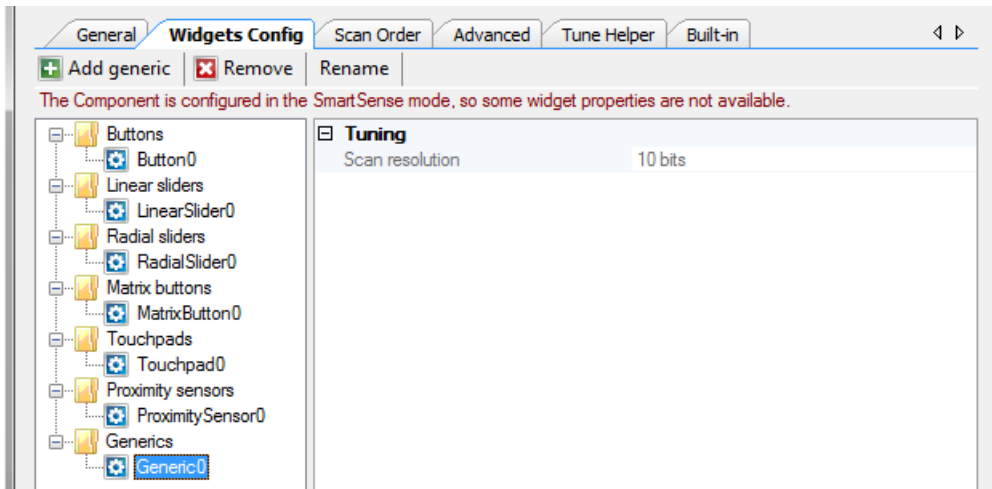 General Widgets Config Scan Order Advanced Tune Helper Built-in
Add generic Remove Rename
The Component is configured in the SmartSense mode, so some widget properties are not available.
Buttons
Button0
Linear sliders
LinearSlider0
Radial sliders
RadialSlider0
Matrix buttons
MatrixButton0
Touchpads
Touchpad0
Proximity sensors
ProximitySensor0
Generics
Generic0
Tuning
Scan resolution 10 bits